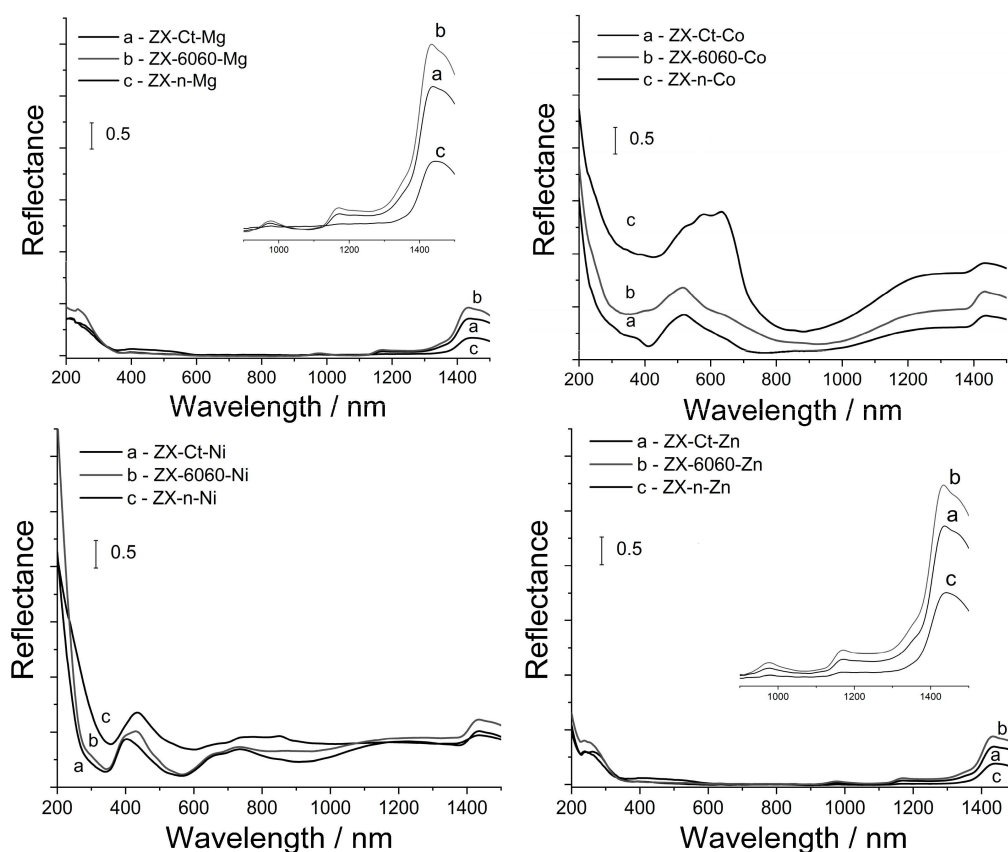 a - ZX-Ct-Mg
b - ZX-6060-Mg
c - ZX-n-Mg
0.5
b
a
c
1000 1200 1400
b
a
c
Reflectance
200 400 600 800 1000 1200 1400
Wavelength / nm
a - ZX-Ct-Co
b - ZX-6060-Co
c - ZX-n-Co
0.5
c
b
a
Reflectance
200 400 600 800 1000 1200 1400
Wavelength / nm
a - ZX-Ct-Ni
b - ZX-6060-Ni
c - ZX-n-Ni
0.5
c
b
a
Reflectance
200 400 600 800 1000 1200 1400
Wavelength / nm
a - ZX-Ct-Zn
b - ZX-6060-Zn
c - ZX-n-Zn
0.5
b
a
c
1000 1200 1400
b
a
c
Reflectance
200 400 600 800 1000 1200 1400
Wavelength / nm